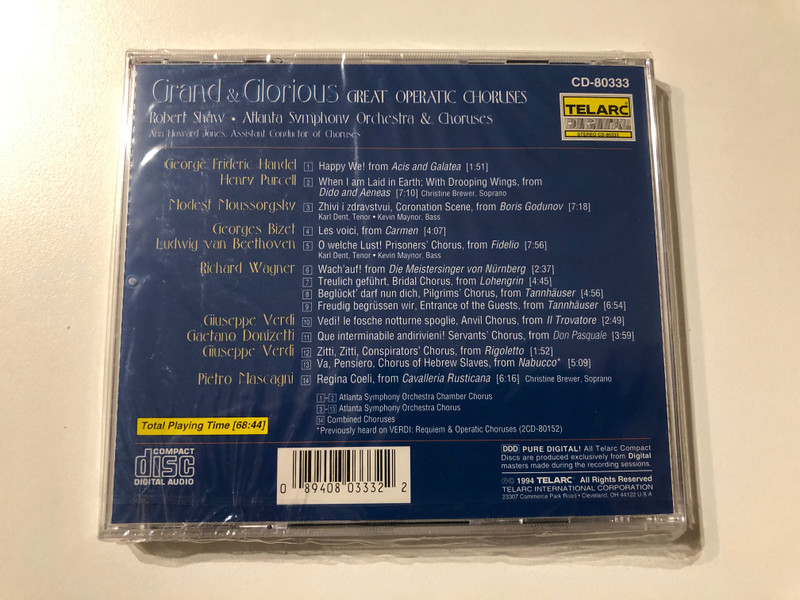 CD-80333
Grand & Glorious GREAT OPERATIC CHORUSES
TELARC
DIGITAL
STEREO CD-80333
Robert Shaw • Atlanta Symphony Orchestra & Choruses
Ann Howard Jones, Assistant Conductor of Choruses
George Frideric Handel 1 Happy We! from Acis and Galatea [1:51]
Henry Purcell 2 When I am Laid in Earth; With Drooping Wings, from
Dido and Aeneas [7:10] Christine Brewer, Soprano
Modest Moussorgsky 3 Zhivi i zdravstvui, Coronation Scene, from Boris Godunov [7:18]
Karl Dent, Tenor • Kevin Maynor, Bass
Georges Bizet 4 Les voici, from Carmen [4:07]
Ludwig van Beethoven 5 O welche Lust! Prisoners' Chorus, from Fidelio [7:56]
Karl Dent, Tenor • Kevin Maynor, Bass
Richard Wagner 6 Wach'auf! from Die Meistersinger von Nürnberg [2:37]
7 Treulich geführt, Bridal Chorus, from Lohengrin [4:45]
8 Beglückt' darf nun dich, Pilgrims' Chorus, from Tannhäuser [4:56]
9 Freudig begrüssen wir, Entrance of the Guests, from Tannhäuser [6:54]
Giuseppe Verdi 10 Vedi! le fosche notturne spoglie, Anvil Chorus, from Il Trovatore [2:49]
Gaetano Donizetti 11 Que interminabile andirivieni! Servants' Chorus, from Don Pasquale [3:59]
Giuseppe Verdi 12 Zitti, Zitti, Conspirators' Chorus, from Rigoletto [1:52]
13 Va, Pensiero, Chorus of Hebrew Slaves, from Nabucco* [5:09]
Pietro Mascagni 14 Regina Coeli, from Cavalleria Rusticana [6:16] Christine Brewer, Soprano
1-2 Atlanta Symphony Orchestra Chamber Chorus
3-13 Atlanta Symphony Orchestra Chorus
14 Combined Choruses
*Previously heard on VERDI: Requiem & Operatic Choruses (2CD-80152)
Total Playing Time [68:44]
COMPACT
disc
DIGITAL AUDIO
0 89408 03332 2
DDD PURE DIGITAL! All Telarc Compact
Discs are produced exclusively from Digital
masters made during the recording sessions.
℗© 1994 TELARC All Rights Reserved
TELARC INTERNATIONAL CORPORATION
23307 Commerce Park Road • Cleveland, OH 44122 U.S.A